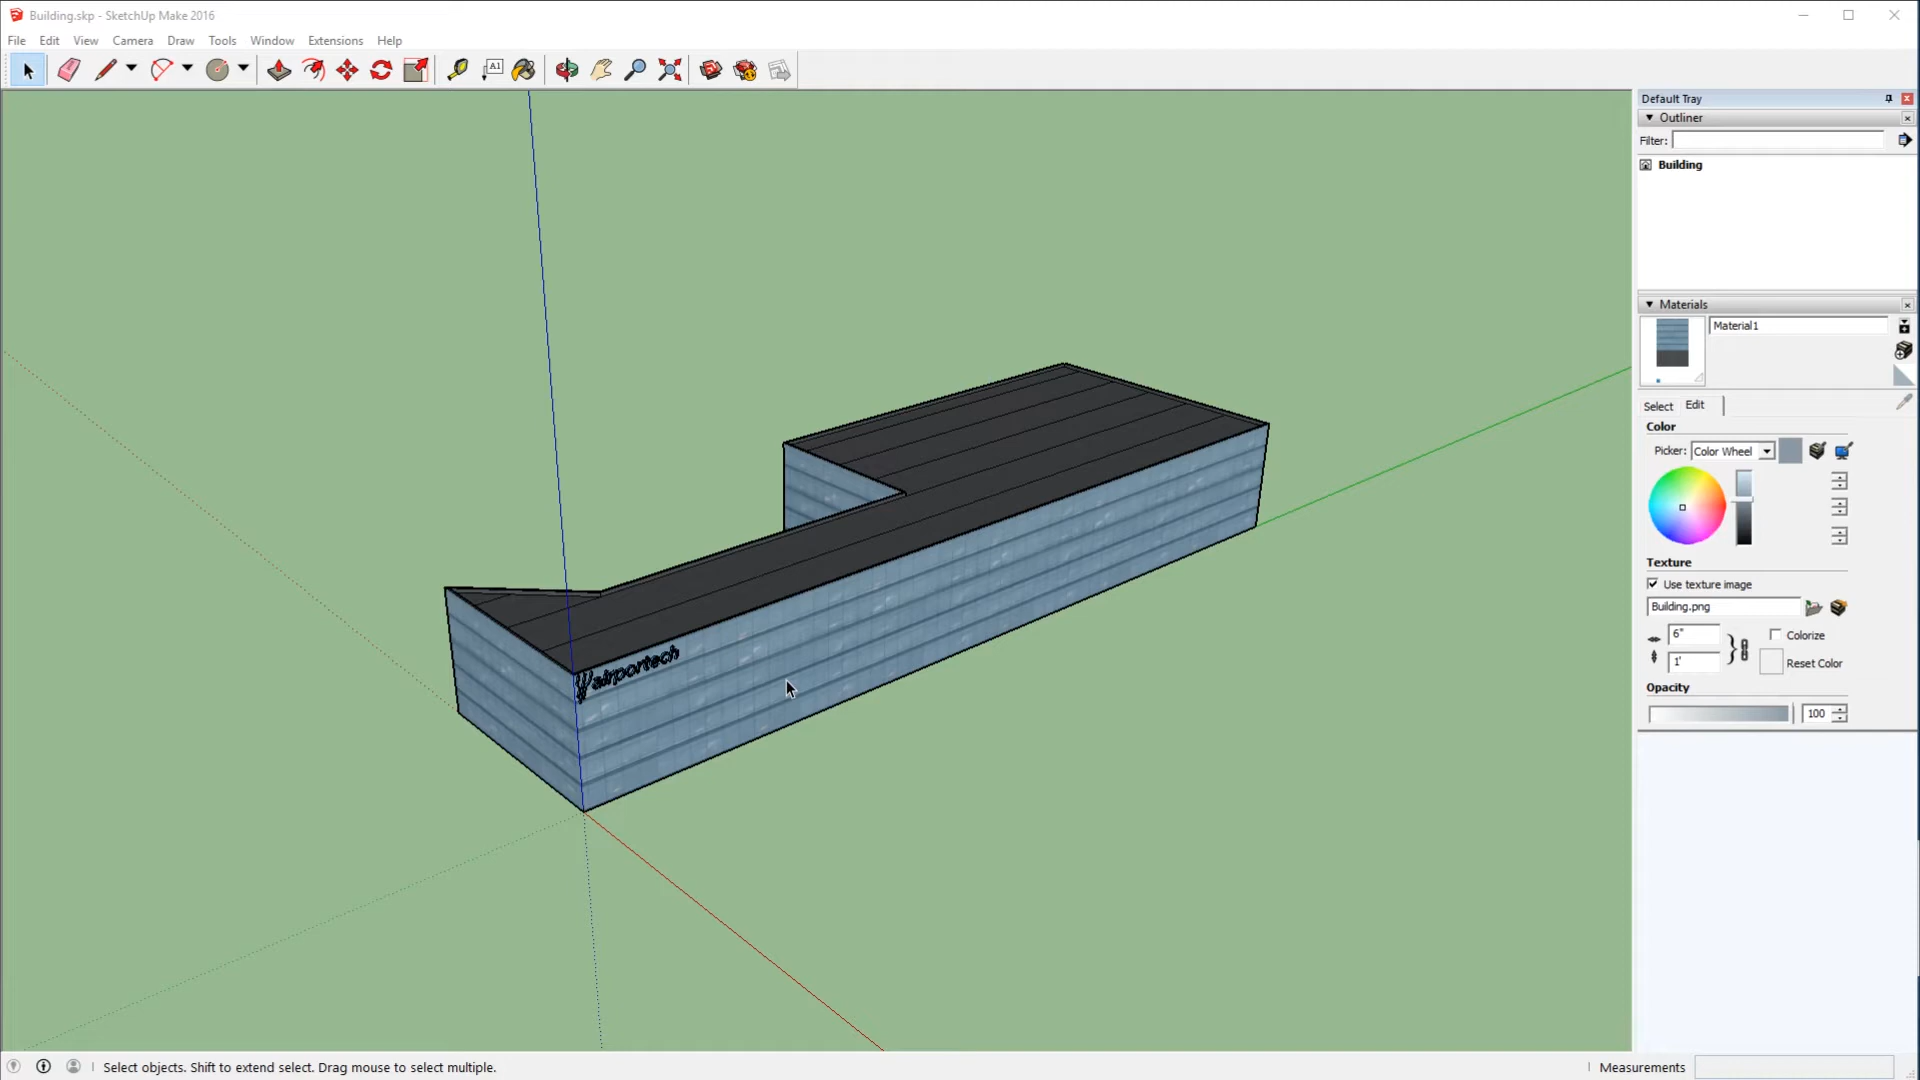 Building.skp - SketchUp Make 2016
File Edit View Camera Draw Tools Window Extensions Help
A1
Default Tray
Outliner
Filter:
Building
Materials
Material1
Select Edit
Color
Picker: Color Wheel
Texture
Use texture image
Building.png
6"
Colorize
1'
Reset Color
Opacity
100
airportech
Select objects. Shift to extend select. Drag mouse to select multiple.
Measurements